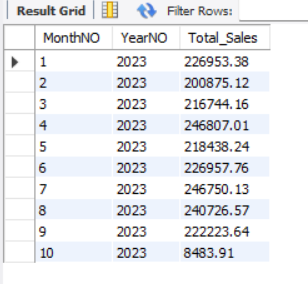 Result Grid Filter Rows:
MonthNO YearNO Total_Sales
1 2023 226953.38
2 2023 200875.12
3 2023 216744.16
4 2023 246807.01
5 2023 218438.24
6 2023 226957.76
7 2023 246750.13
8 2023 240726.57
9 2023 222223.64
10 2023 8483.91